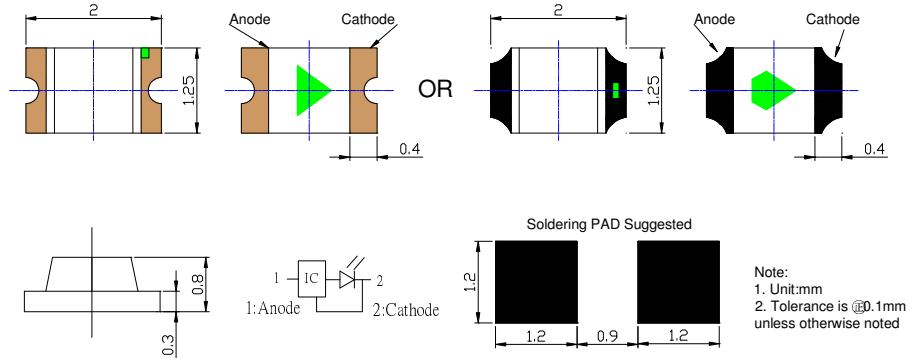 2
Anode
Cathode
2
Anode
Cathode
1.25
OR
1.25
0.4
0.4
Soldering PAD Suggested
0.8
0.3
1
IC
2
1:Anode
2:Cathode
1.2
1.2
0.9
1.2
Note:
1. Unit:mm
2. Tolerance is ㊣0.1mm
unless otherwise noted